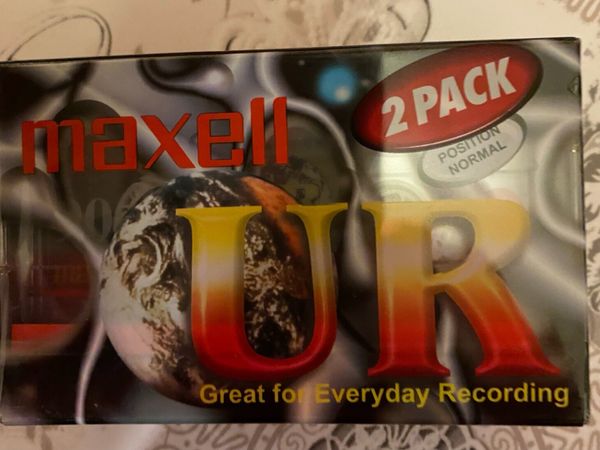 maxell
2 PACK
POSITION
NORMAL
UR
Great for Everyday Recording